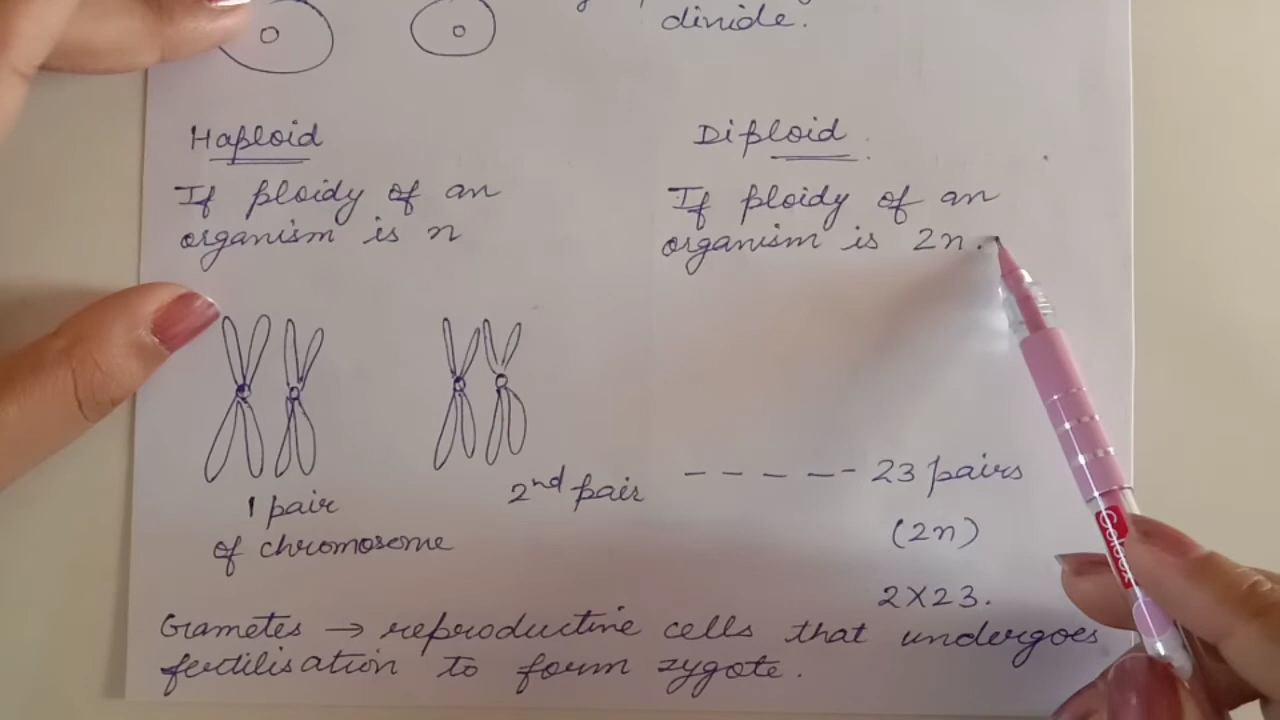 divide.
Haploid
Diploid.
If ploidy of an
organism is n
If ploidy of an
organism is 2n.
1 pair
of chromosome
2nd pair
- - - - - 23 pairs
(2n)
2X23.
Gametes → reproductive cells that undergoes
fertilisation to form zygote.
Goldex